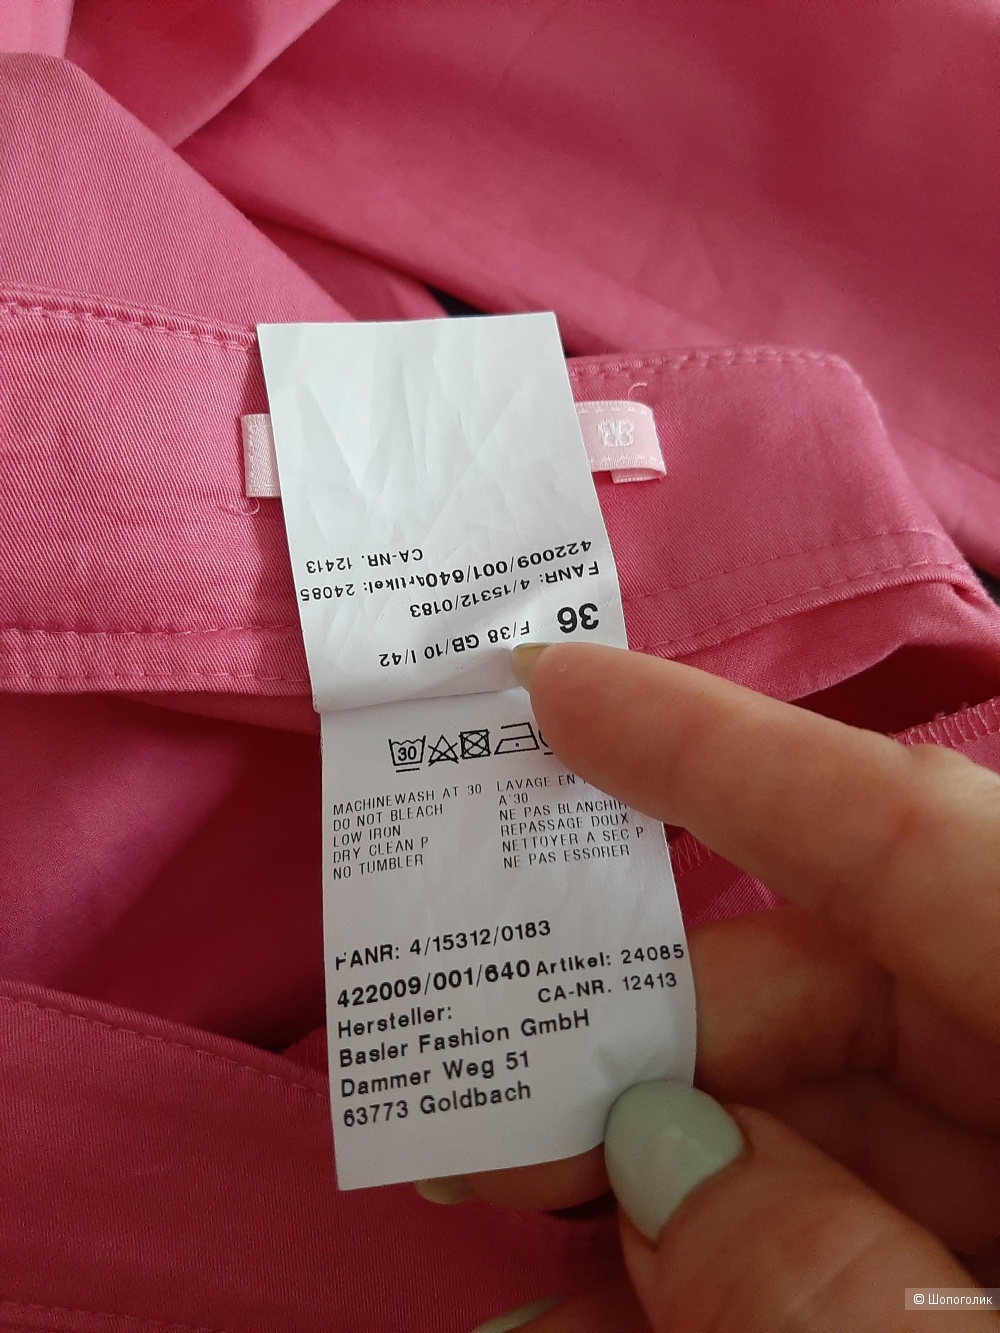 36 F/38 GB/10 I/42
FANR: 4/15312/0183
422009/001/640 Artikel: 24085
CA-NR. 12413
30
MACHINEWASH AT 30
DO NOT BLEACH
LOW IRON
DRY CLEAN P
NO TUMBLER
LAVAGE EN
A'30
NE PAS BLANCHIR
REPASSAGE DOUX
NETTOYER A SEC P
NE PAS ESSORER
FANR: 4/15312/0183
422009/001/640 Artikel: 24085
CA-NR. 12413
Hersteller:
Basler Fashion GmbH
Dammer Weg 51
63773 Goldbach
© Шопоголик